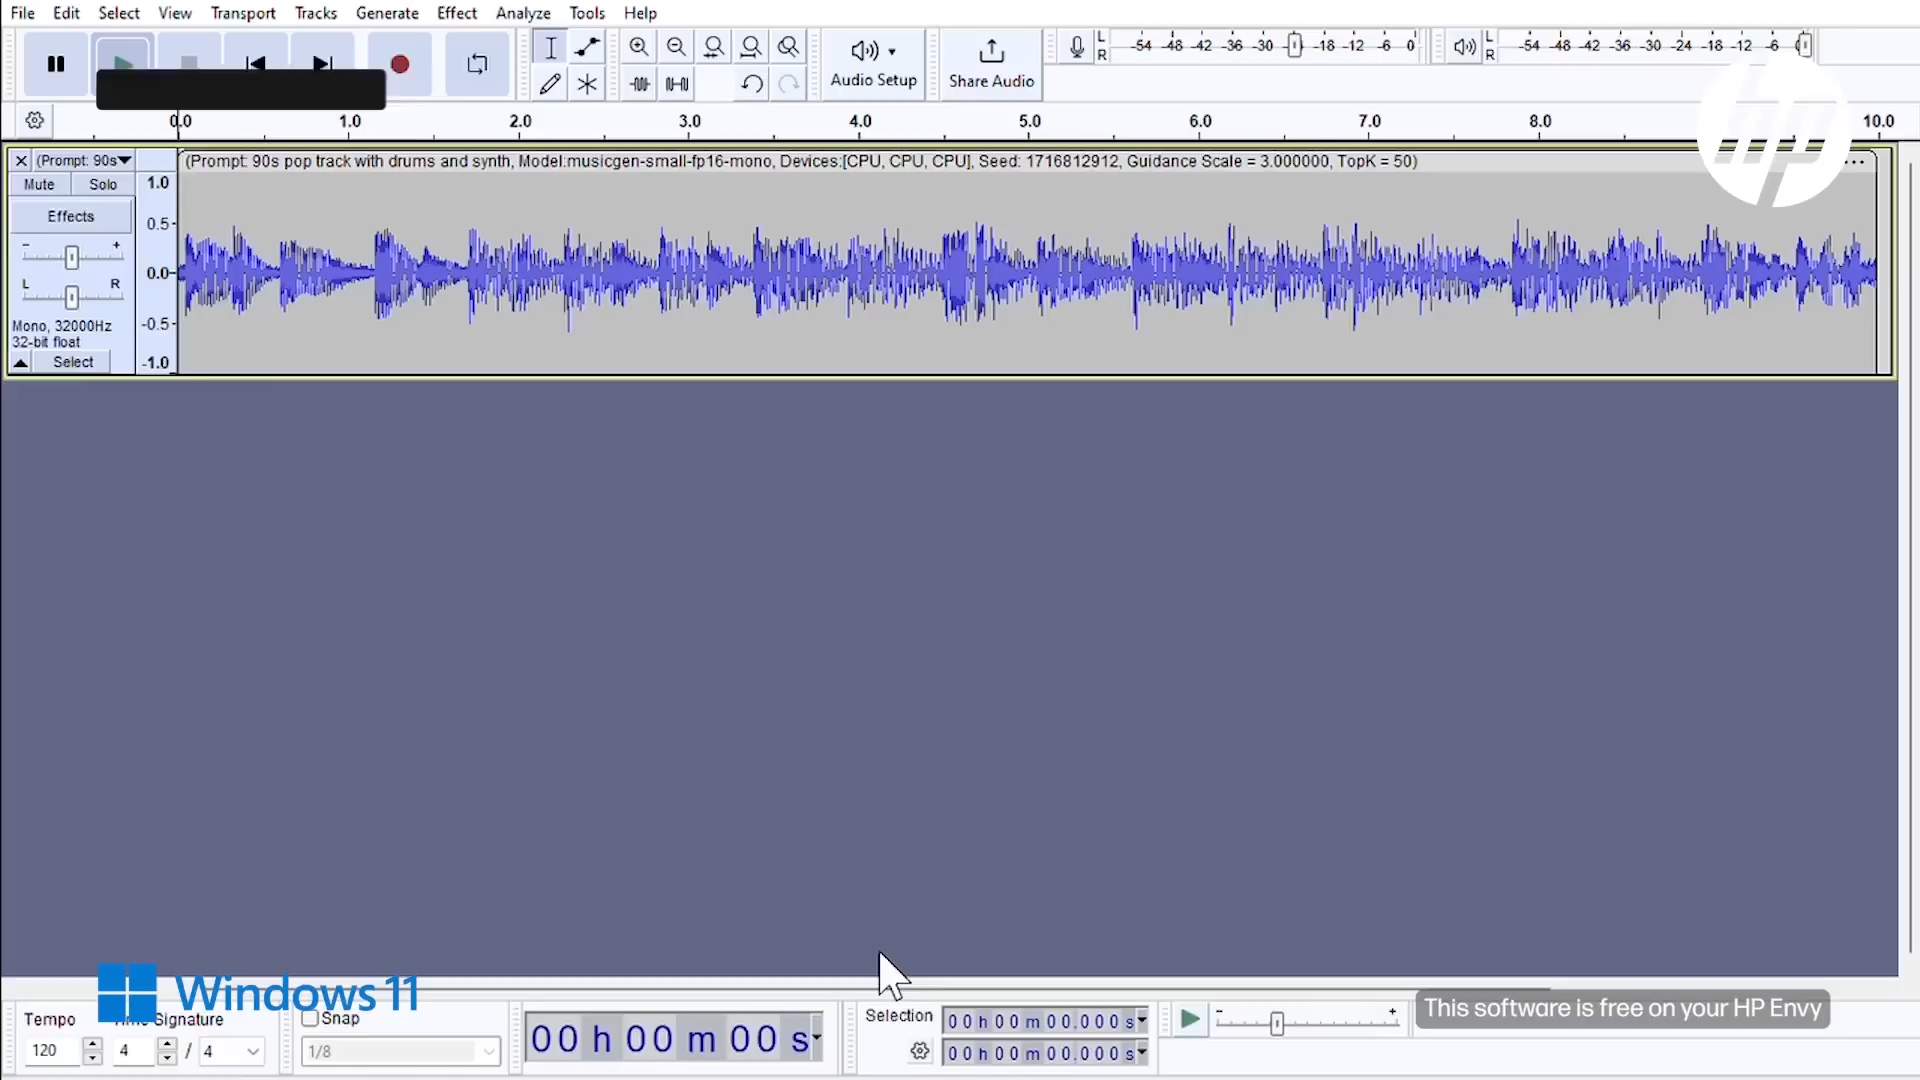 File Edit Select View Transport Tracks Generate Effect Analyze Tools Help
Audio Setup
Share Audio
L
R
-54 -48 -42 -36 -30 -18 -12 -6 0
L
R
-54 -48 -42 -36 -30 -24 -18 -12 -6
hp
0.0 1.0 2.0 3.0 4.0 5.0 6.0 7.0 8.0 10.0
(Prompt: 90s
(Prompt: 90s pop track with drums and synth, Model:musicgen-small-fp16-mono, Devices:[CPU, CPU, CPU], Seed: 1716812912, Guidance Scale = 3.000000, TopK = 50)
Mute Solo
Effects
- +
L R
Mono, 32000Hz
32-bit float
Select
1.0
0.5
0.0
-0.5
-1.0
Windows 11
Tempo
120
Signature
4 / 4
Snap
1/8
00 h 00 m 00 s
Selection
00 h 00 m 00.000 s
00 h 00 m 00.000 s
- +
This software is free on your HP Envy